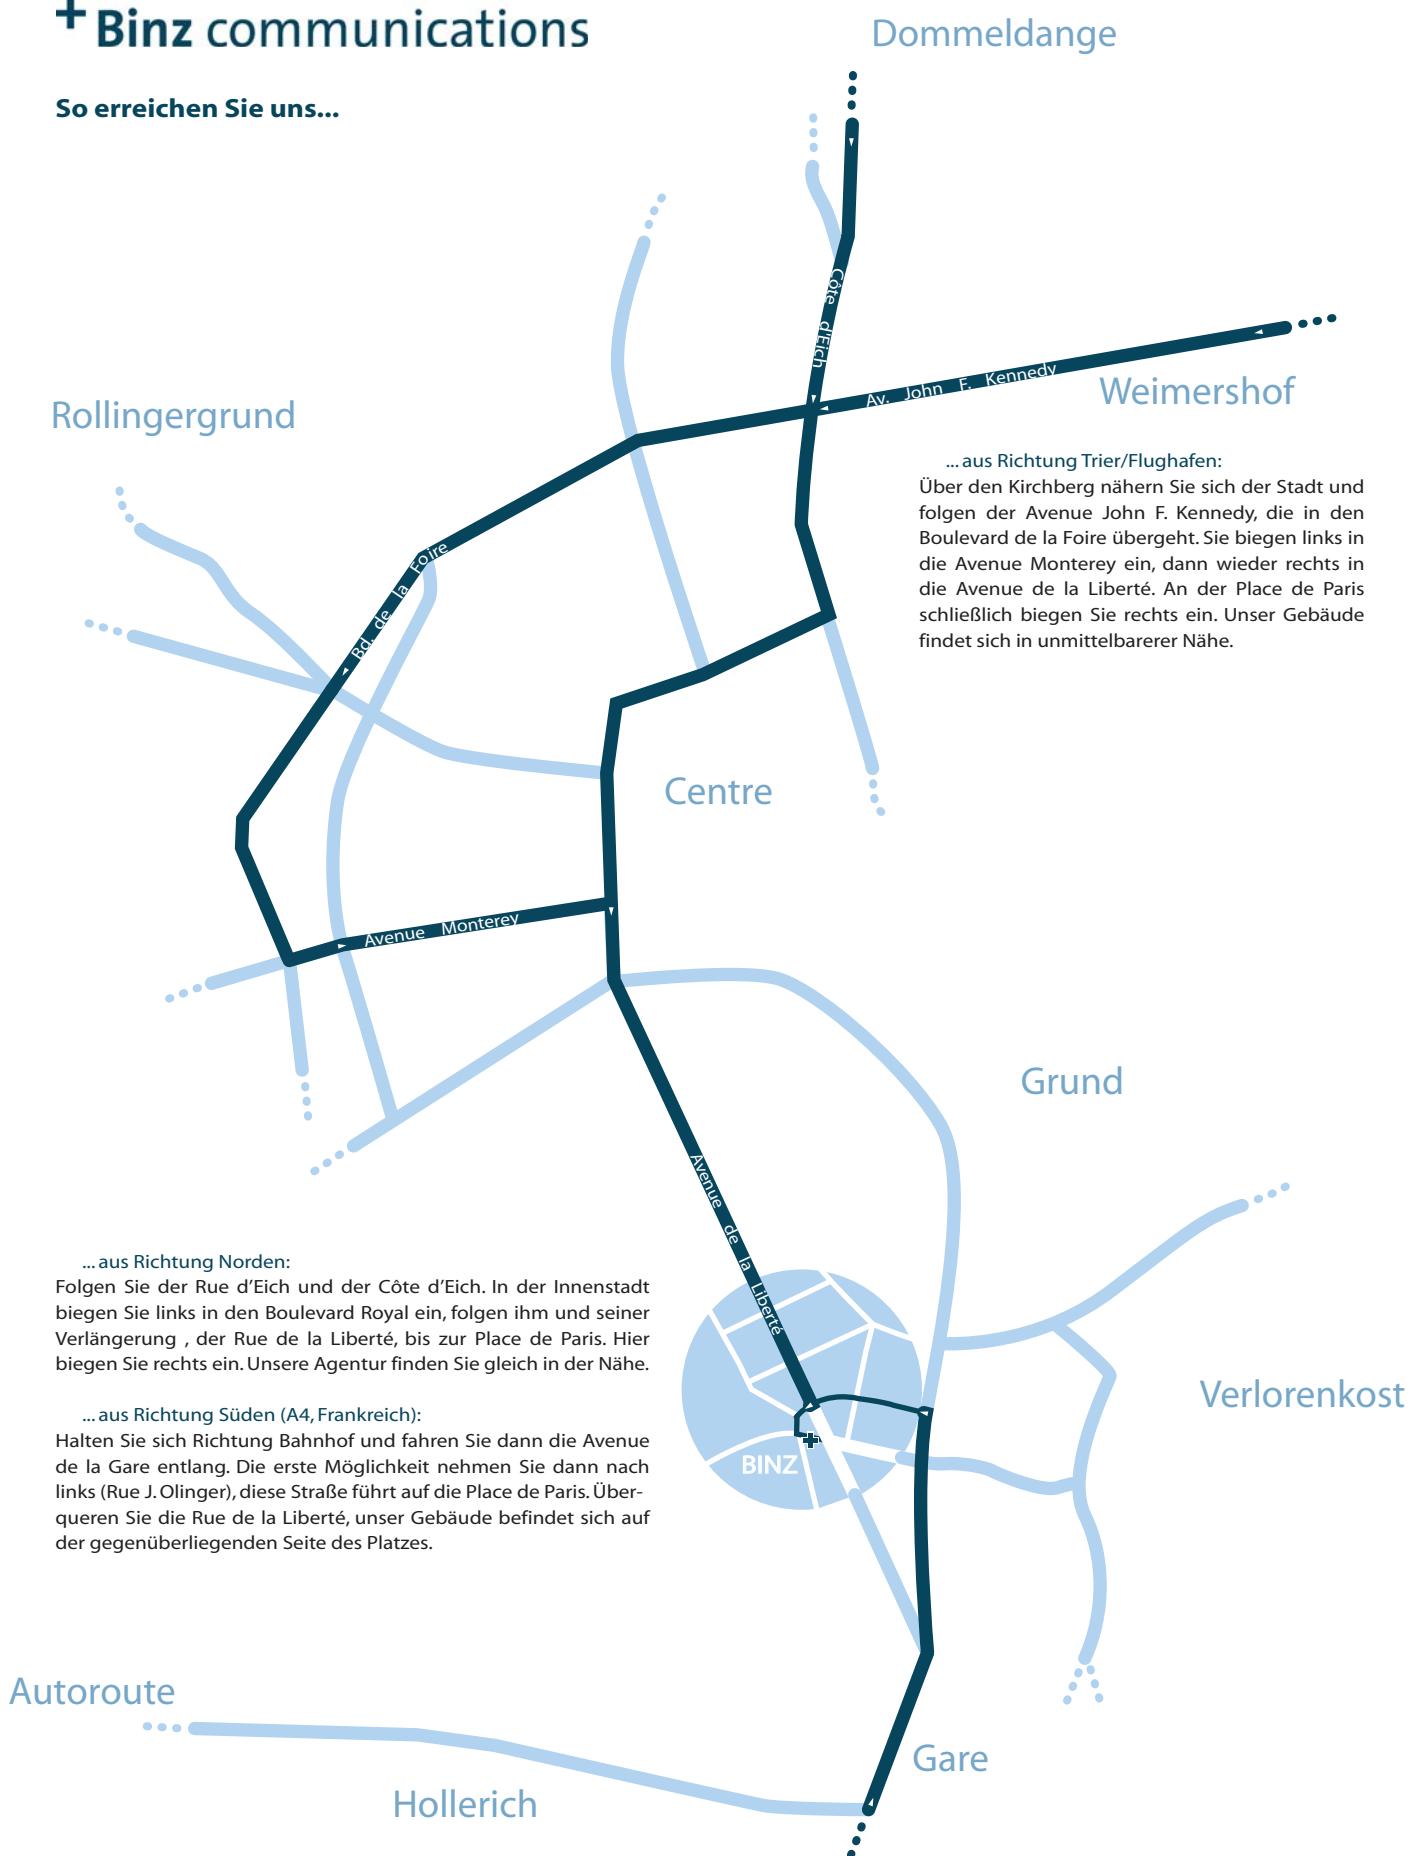 + Binz communications
Dommeldange
So erreichen Sie uns...
Côte d'Eich
Av. John F. Kennedy
Weimershof
Rollingergrund
... aus Richtung Trier/Flughafen:
Über den Kirchberg nähern Sie sich der Stadt und
folgen der Avenue John F. Kennedy, die in den
Boulevard de la Foire übergeht. Sie biegen links in
die Avenue Monterey ein, dann wieder rechts in
die Avenue de la Liberté. An der Place de Paris
schließlich biegen Sie rechts ein. Unser Gebäude
findet sich in unmittelbarerer Nähe.
Bd. de la Foire
Centre
Avenue Monterey
Grund
Avenue de la Liberté
... aus Richtung Norden:
Folgen Sie der Rue d’Eich und der Côte d’Eich. In der Innenstadt
biegen Sie links in den Boulevard Royal ein, folgen ihm und seiner
Verlängerung , der Rue de la Liberté, bis zur Place de Paris. Hier
biegen Sie rechts ein. Unsere Agentur finden Sie gleich in der Nähe.
... aus Richtung Süden (A4, Frankreich):
Halten Sie sich Richtung Bahnhof und fahren Sie dann die Avenue
de la Gare entlang. Die erste Möglichkeit nehmen Sie dann nach
links (Rue J. Olinger), diese Straße führt auf die Place de Paris. Über-
queren Sie die Rue de la Liberté, unser Gebäude befindet sich auf
der gegenüberliegenden Seite des Platzes.
Verlorenkost
BINZ
Autoroute
Gare
Hollerich